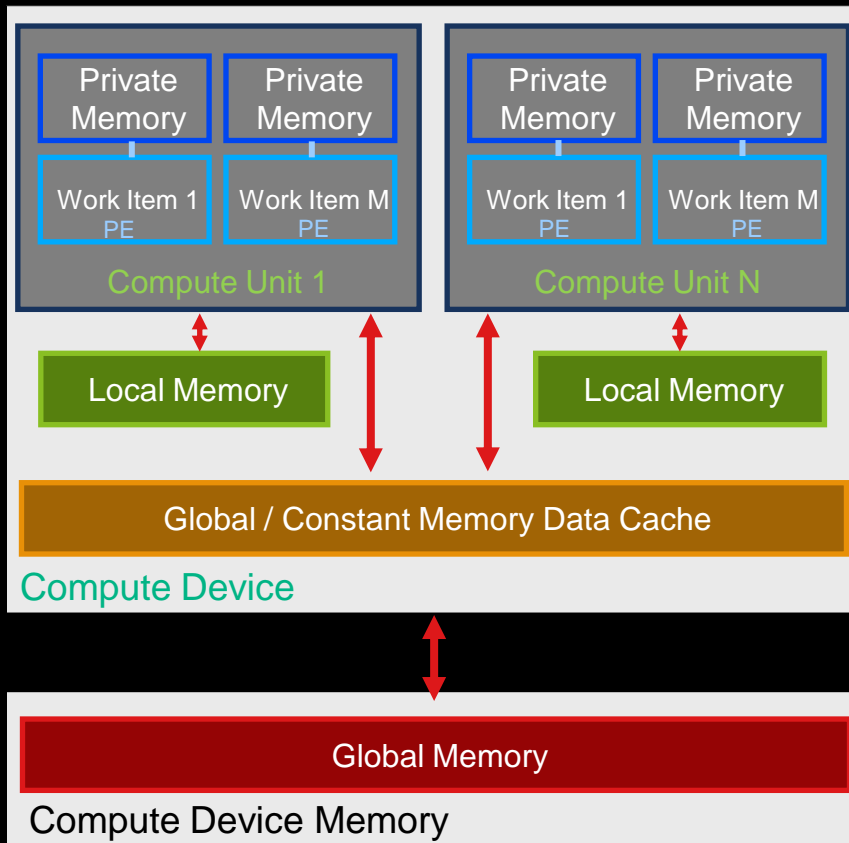 Private Private Private Private
Memory Memory Memory Memory
Work Item 1 Work Item M Work Item 1 Work Item M
PE PE PE PE
Compute Unit 1 Compute Unit N
Local Memory Local Memory
Global / Constant Memory Data Cache
Compute Device
Global Memory
Compute Device Memory